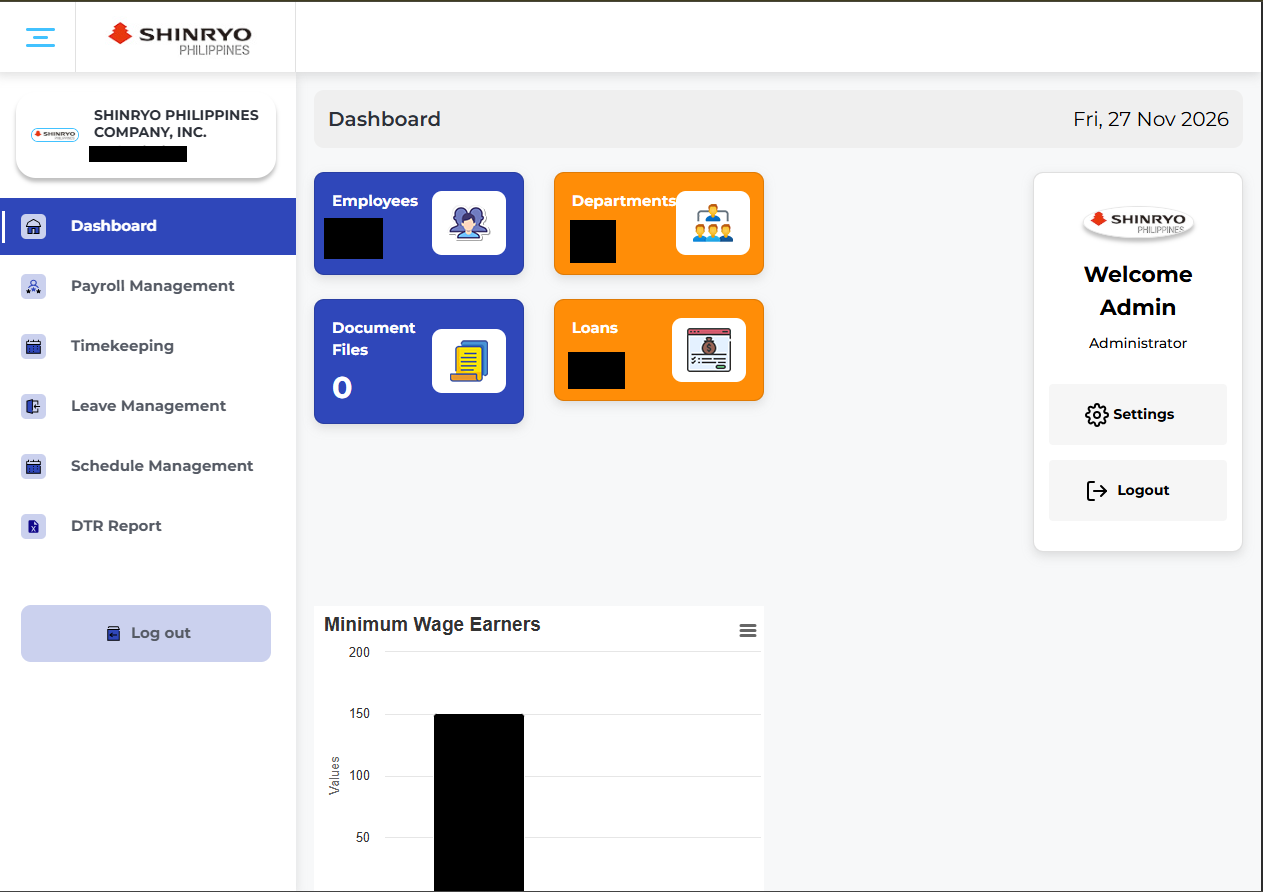 SHINRYO
PHILIPPINES
SHINRYO PHILIPPINES
COMPANY, INC.
SHINRYO
Dashboard
Payroll Management
Timekeeping
Leave Management
Schedule Management
DTR Report
Log out
Dashboard
Fri, 27 Nov 2026
Employees
Departments
Document
Files
0
Loans
SHINRYO
PHILIPPINES
Welcome
Admin
Administrator
Settings
Logout
Minimum Wage Earners
200
150
100
50
Values